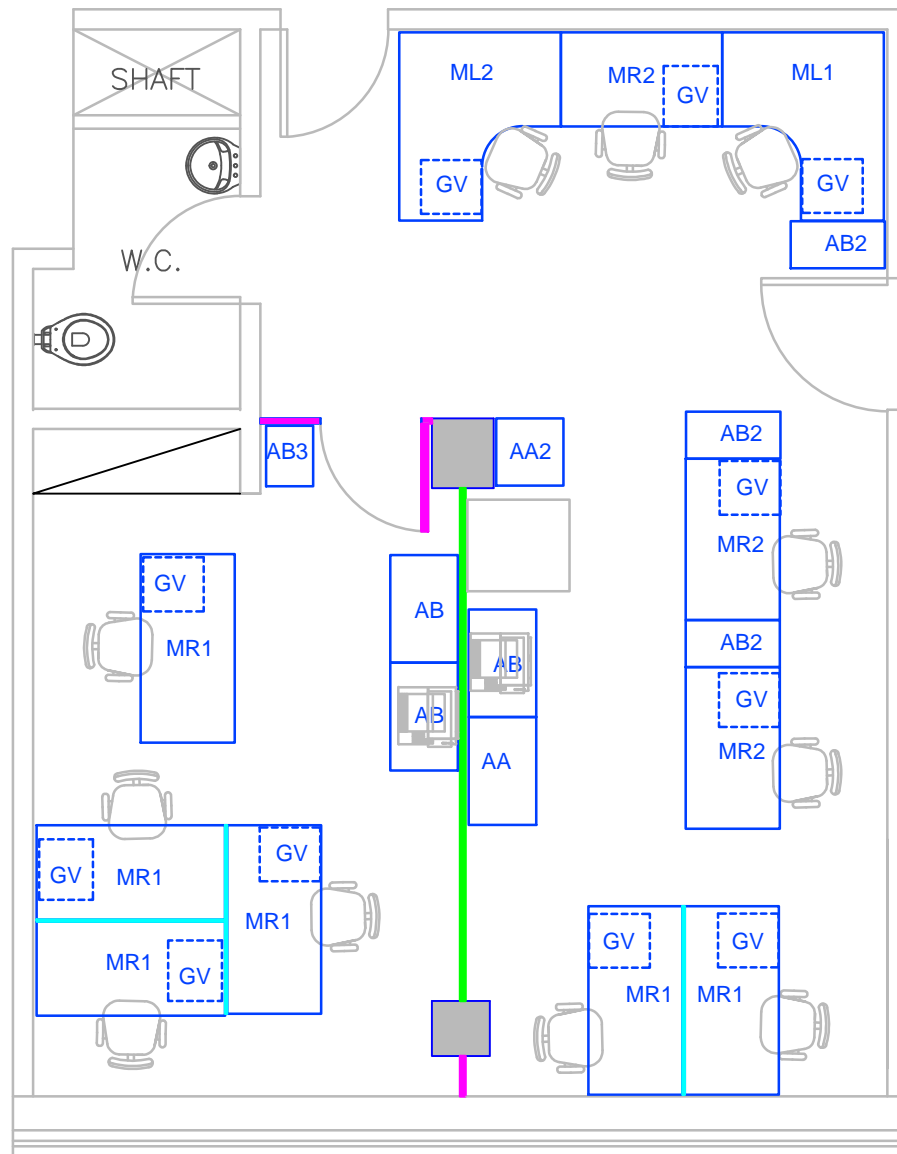 SHAFT
ML2
MR2
ML1
GV
GV
GV
AB2
W.C.
AB3
AA2
AB2
GV
MR2
GV
MR1
AB
AB
AB2
GV
AB
MR2
AA
GV
MR1
GV
MR1
MR1
GV
GV
GV
MR1
MR1